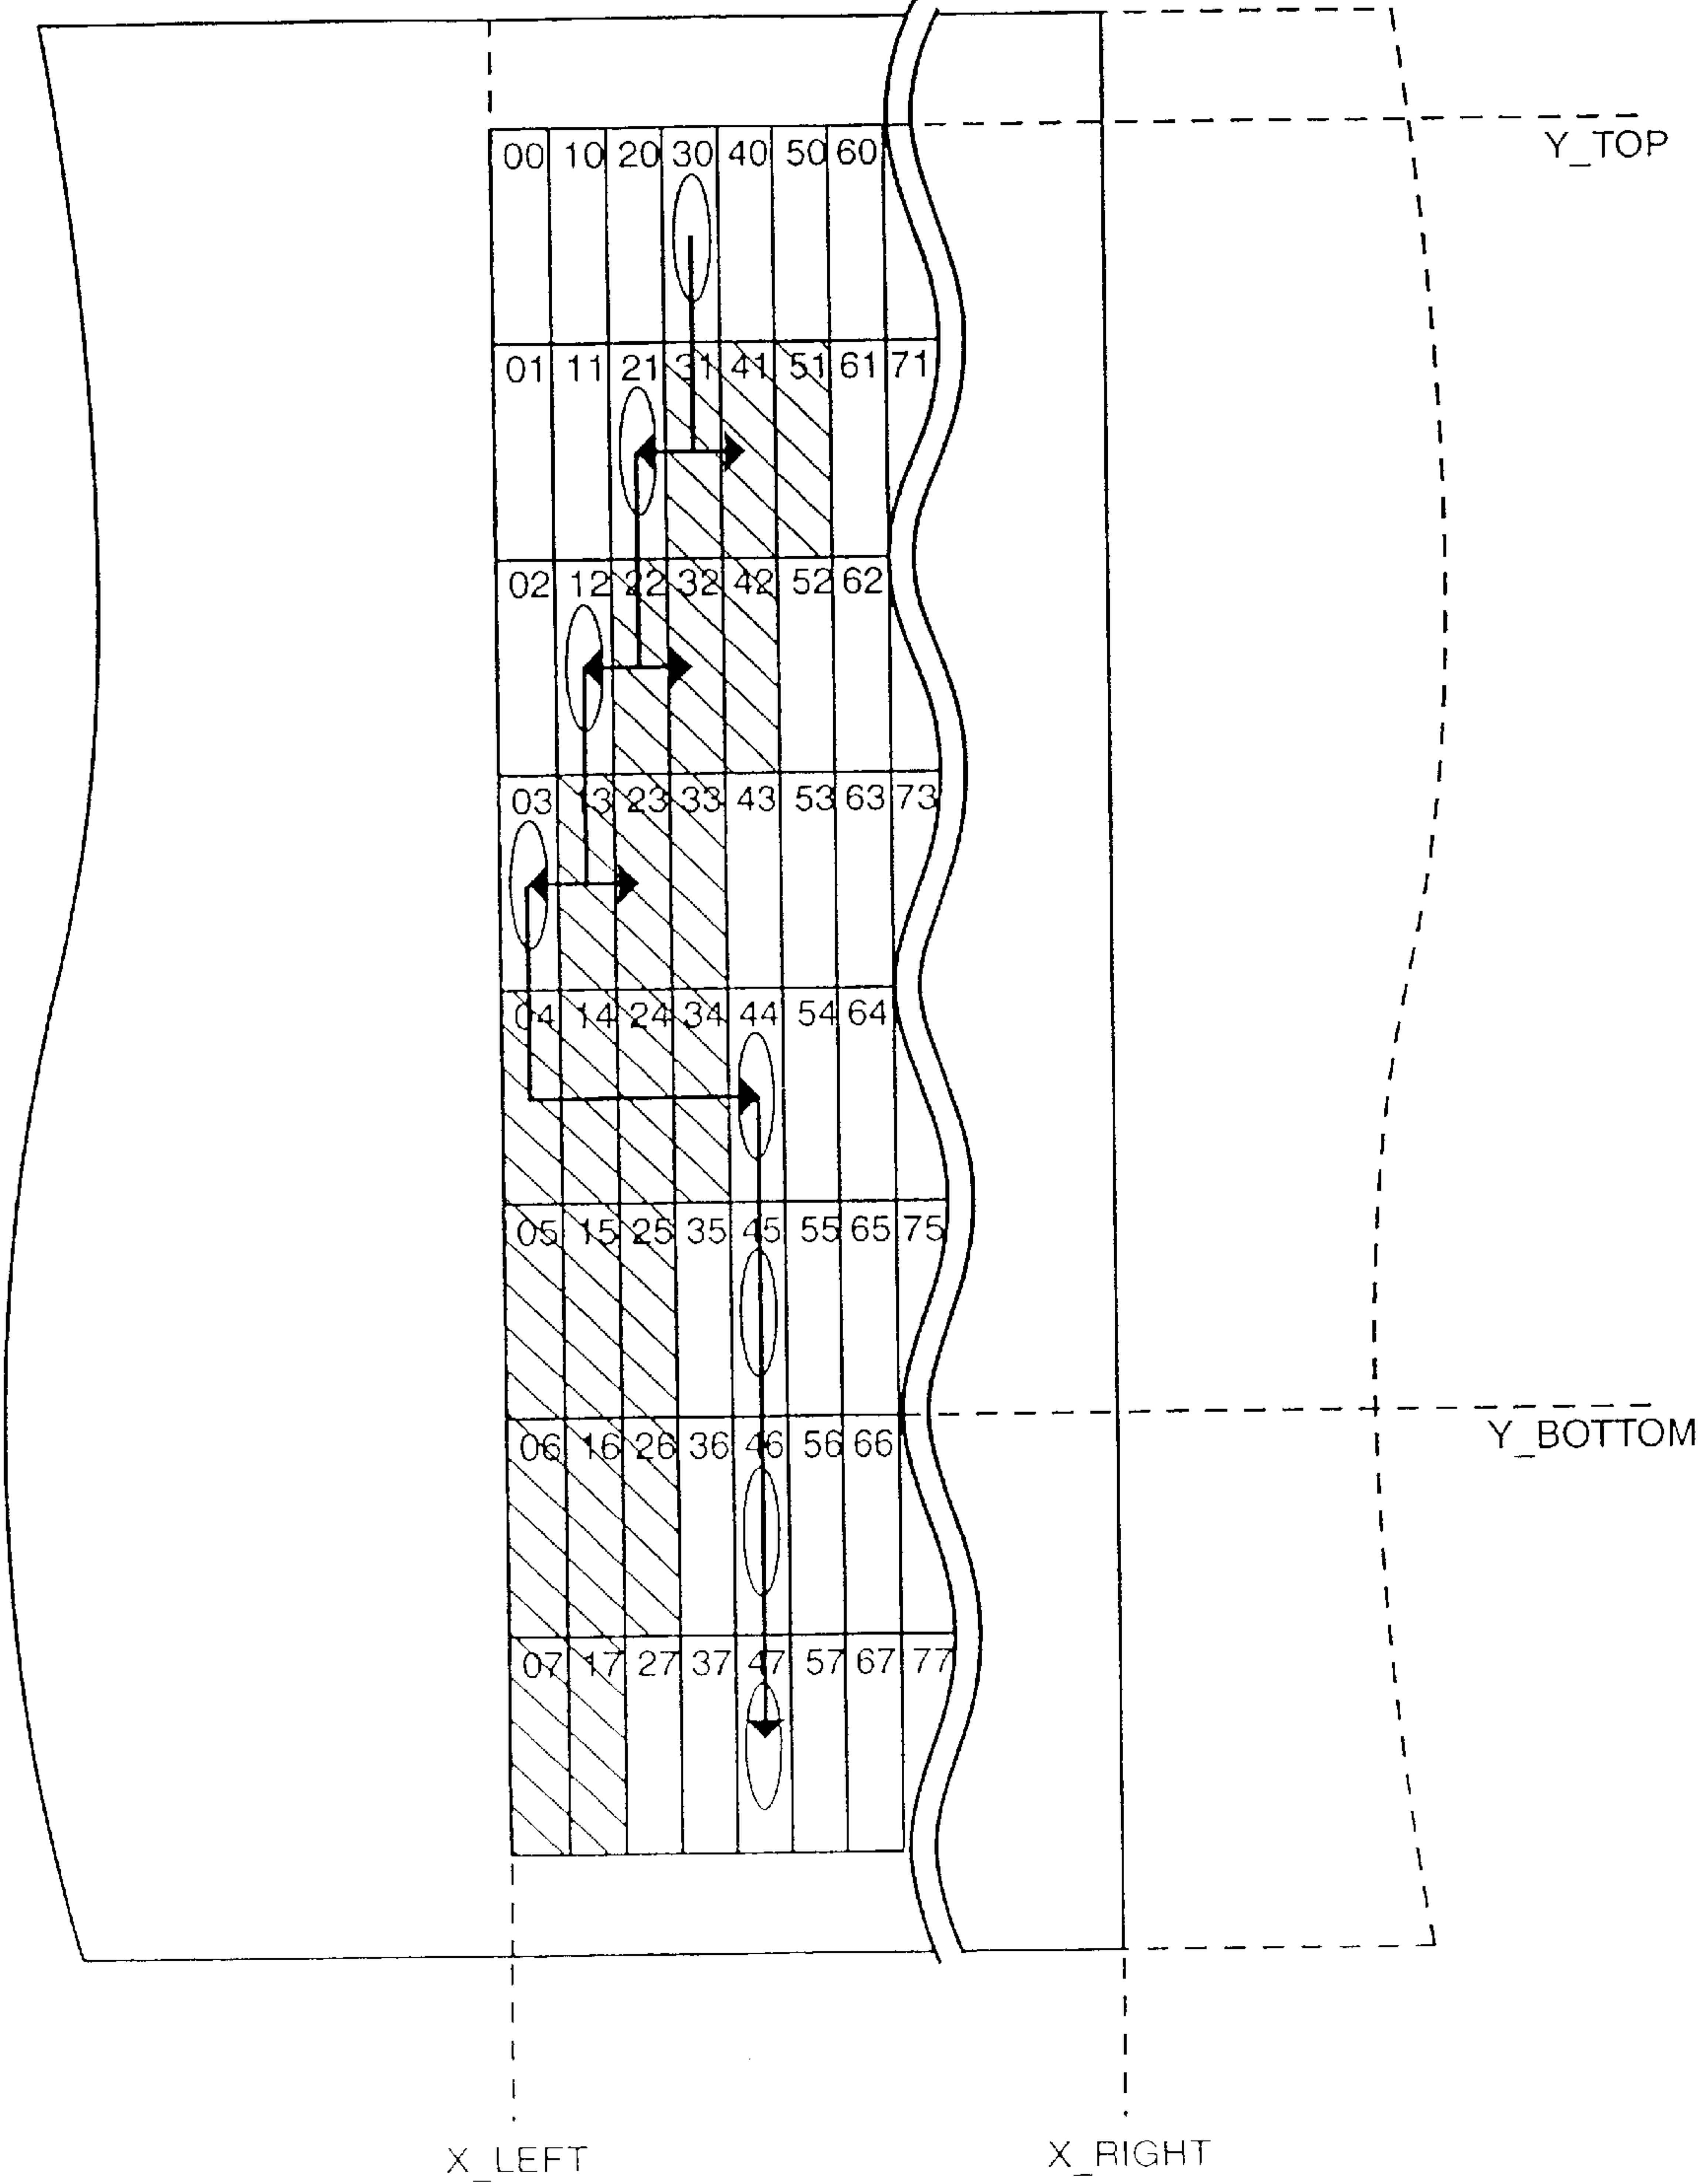 Y_TOP
00 10 20 30 40 50 60
01 11 21 31 41 51 61 71
02 12 22 32 42 52 62
03 13 23 33 43 53 63 73
04 14 24 34 44 54 64
05 15 25 35 45 55 65 75
Y_BOTTOM
06 16 26 36 46 56 66
07 17 27 37 47 57 67 77
X_LEFT X_RIGHT